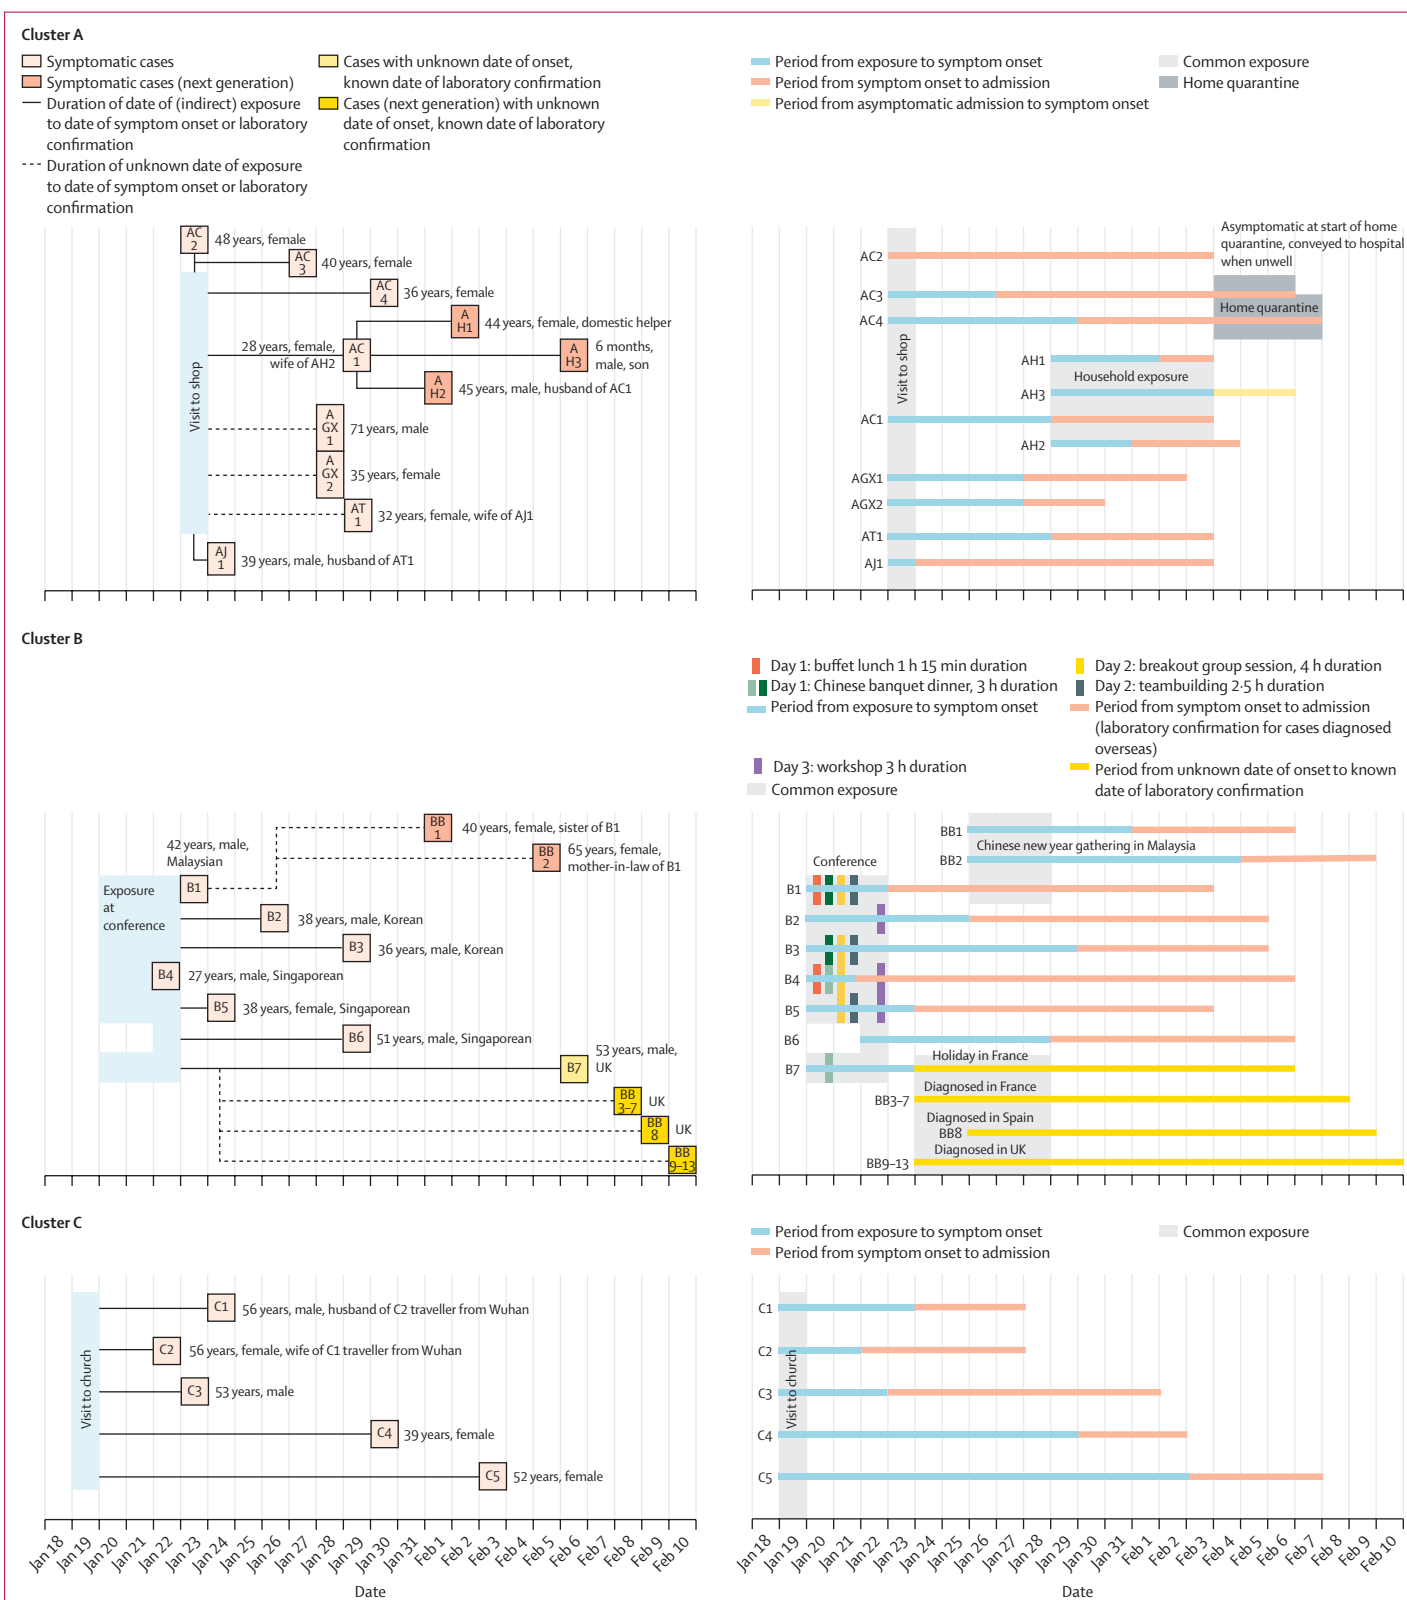 Cluster A
Symptomatic cases
Symptomatic cases (next generation)
Duration of date of (indirect) exposure
to date of symptom onset or laboratory
confirmation
Duration of unknown date of exposure
to date of symptom onset or laboratory
confirmation
Cases with unknown date of onset,
known date of laboratory confirmation
Cases (next generation) with unknown
date of onset, known date of laboratory
confirmation
Period from exposure to symptom onset
Period from symptom onset to admission
Period from asymptomatic admission to symptom onset
Common exposure
Home quarantine
Visit to shop
AC
2
48 years, female
AC
3
40 years, female
AC
4
36 years, female
A
H1
44 years, female, domestic helper
28 years, female,
wife of AH2
AC
1
A
H3
6 months,
male, son
A
H2
45 years, male, husband of AC1
A
GX
1
71 years, male
A
GX
2
35 years, female
AT
1
32 years, female, wife of AJ1
AJ
1
39 years, male, husband of AT1
Asymptomatic at start of home
quarantine, conveyed to hospital
when unwell
AC2
AC3
Home quarantine
AC4
Visit to shop
AH1
Household exposure
AH3
AC1
AH2
AGX1
AGX2
AT1
AJ1
Cluster B
Day 1: buffet lunch 1 h 15 min duration
Day 1: Chinese banquet dinner, 3 h duration
Period from exposure to symptom onset
Day 3: workshop 3 h duration
Common exposure
Day 2: breakout group session, 4 h duration
Day 2: teambuilding 2·5 h duration
Period from symptom onset to admission
(laboratory confirmation for cases diagnosed
overseas)
Period from unknown date of onset to known
date of laboratory confirmation
BB
1
40 years, female, sister of B1
42 years, male,
Malaysian
BB
2
65 years, female,
mother-in-law of B1
Exposure
at
conference
B1
B2
38 years, male, Korean
B3
36 years, male, Korean
B4
27 years, male, Singaporean
B5
38 years, female, Singaporean
B6
51 years, male, Singaporean
B7
53 years, male,
UK
BB
3–7
UK
BB
8
UK
BB
9–13
BB1
Chinese new year gathering in Malaysia
BB2
Conference
B1
B2
B3
B4
B5
B6
Holiday in France
B7
Diagnosed in France
BB3–7
Diagnosed in Spain
BB8
Diagnosed in UK
BB9–13
Cluster C
Period from exposure to symptom onset
Period from symptom onset to admission
Common exposure
Visit to church
C1
56 years, male, husband of C2 traveller from Wuhan
C2
56 years, female, wife of C1 traveller from Wuhan
C3
53 years, male
C4
39 years, female
C5
52 years, female
Visit to church
C1
C2
C3
C4
C5
Jan 18
Jan 19
Jan 20
Jan 21
Jan 22
Jan 23
Jan 24
Jan 25
Jan 26
Jan 27
Jan 28
Jan 29
Jan 30
Jan 31
Feb 1
Feb 2
Feb 3
Feb 4
Feb 5
Feb 6
Feb 7
Feb 8
Feb 9
Feb 10
Date
Jan 18
Jan 19
Jan 20
Jan 21
Jan 22
Jan 23
Jan 24
Jan 25
Jan 26
Jan 27
Jan 28
Jan 29
Jan 30
Jan 31
Feb 1
Feb 2
Feb 3
Feb 4
Feb 5
Feb 6
Feb 7
Feb 8
Feb 9
Feb 10
Date